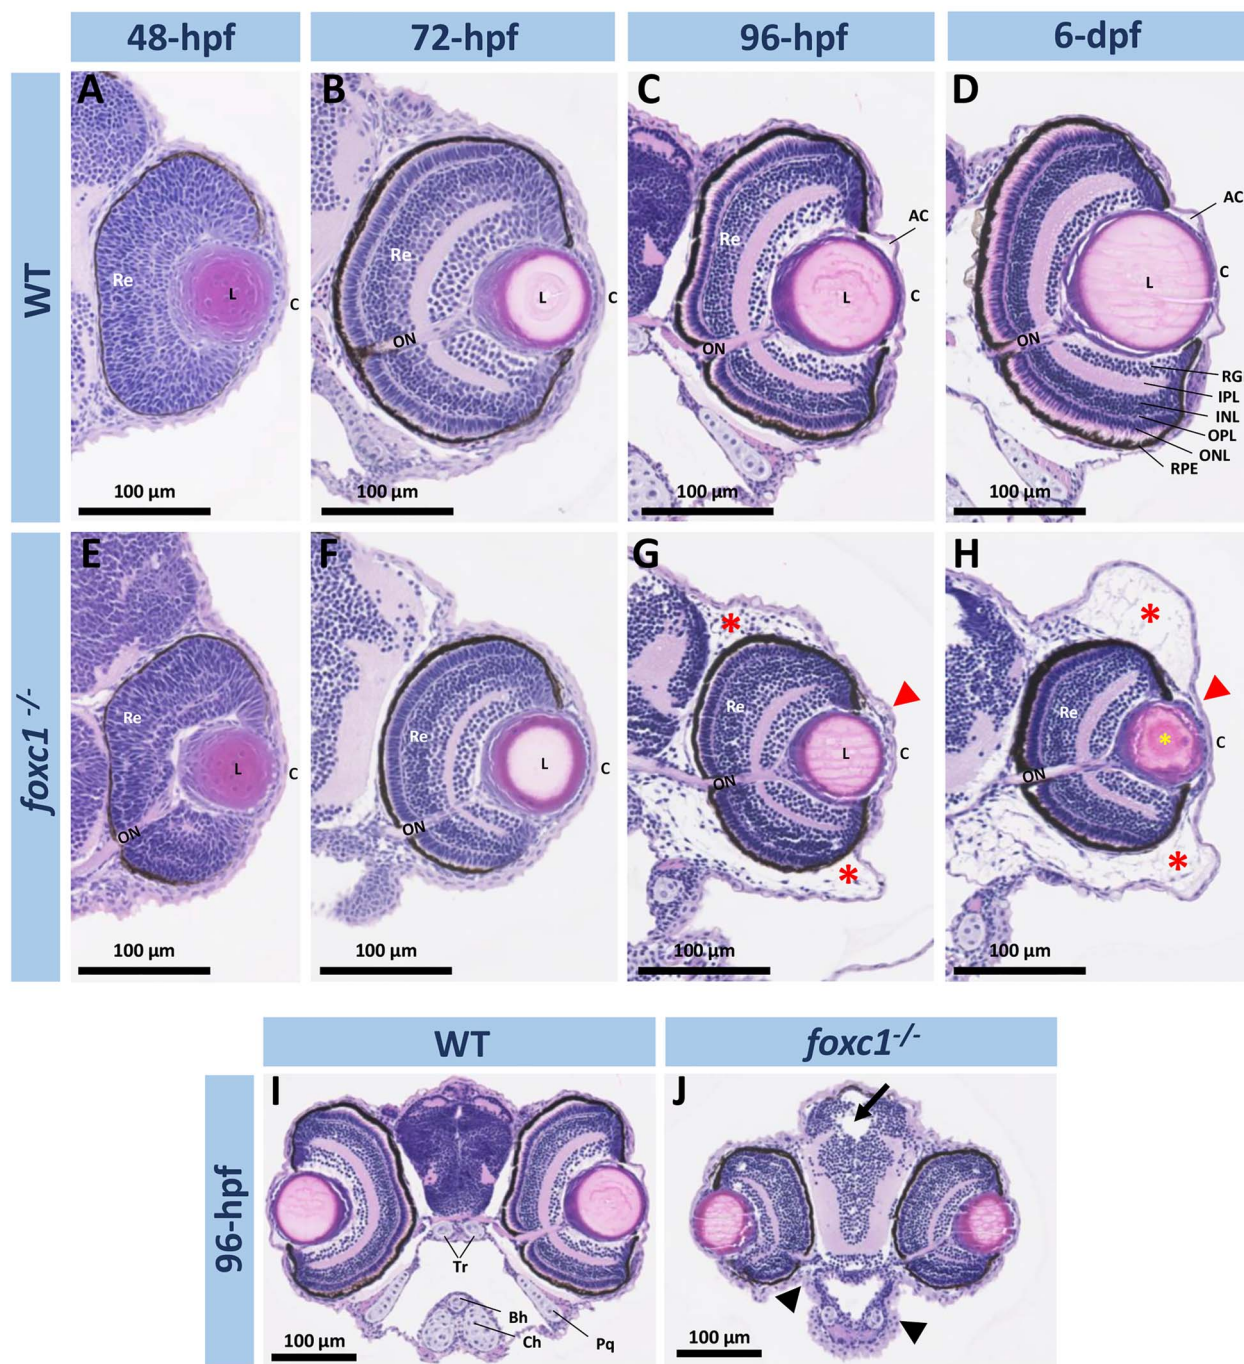 48-hpf
72-hpf
96-hpf
6-dpf
WT
A
Re
L
C
100 µm
B
Re
L
C
ON
100 µm
C
AC
Re
L
C
ON
100 µm
D
AC
C
L
ON
RG
IPL
INL
OPL
ONL
RPE
100 µm
foxc1 -/-
E
Re
L
C
ON
100 µm
F
Re
L
C
ON
100 µm
G
*
Re
L
C
ON
*
100 µm
H
*
Re
*
C
ON
*
100 µm
WT
foxc1-/-
96-hpf
I
Tr
Bh
Ch
Pq
100 µm
J
100 µm